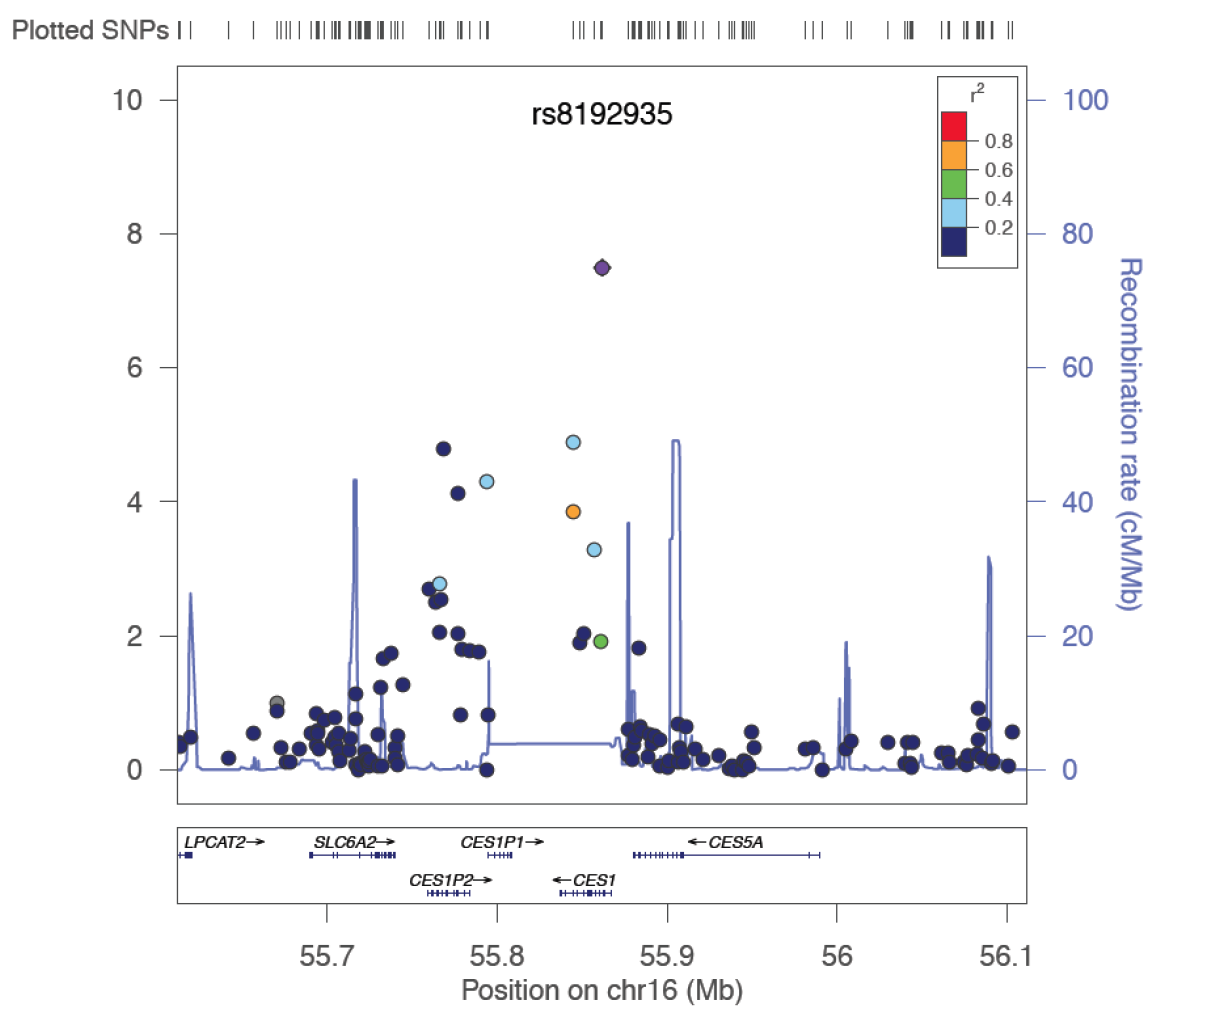 Plotted SNPs
rs8192935
r2
0.8
0.6
0.4
0.2
10
8
6
4
2
0
100
80
60
40
20
0
Recombination rate (cM/Mb)
LPCAT2→
SLC6A2→
CES1P1→
←CES5A
CES1P2→
←CES1
55.7 55.8 55.9 56 56.1
Position on chr16 (Mb)